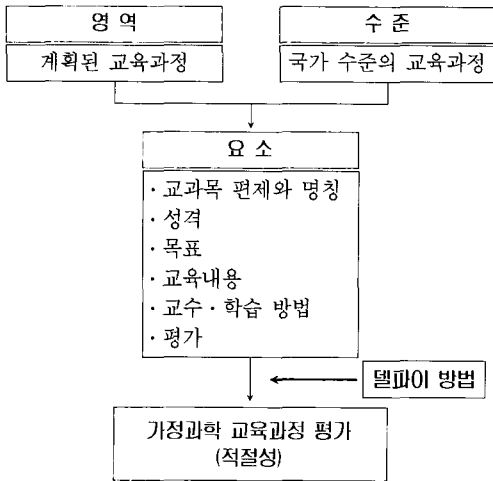 영 역
수 준
계획된 교육과정
국가 수준의 교육과정
요 소
· 교과목 편제와 명칭
· 성격
· 목표
· 교육내용
· 교수 · 학습 방법
· 평가
델파이 방법
가정과학 교육과정 평가
(적절성)